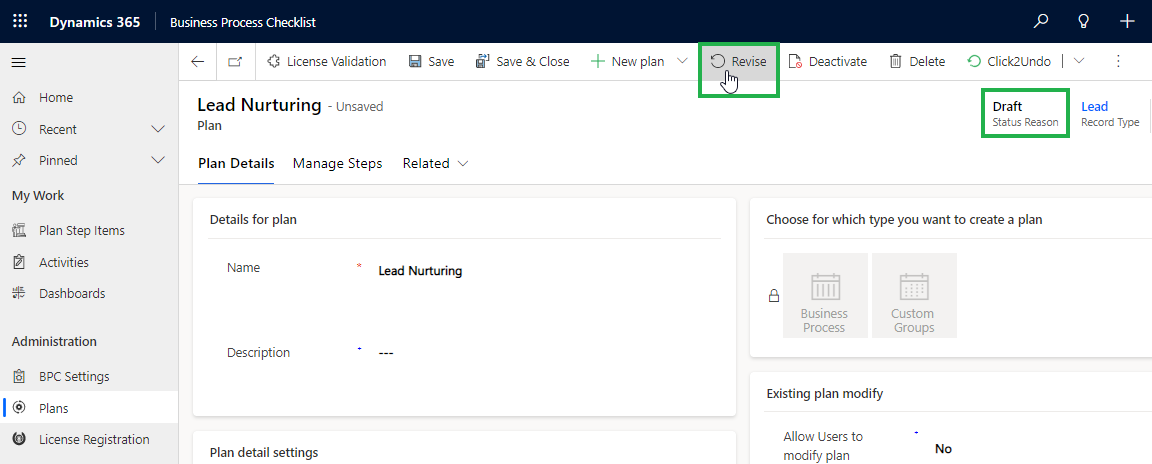 Dynamics 365
Business Process Checklist
License Validation
Save
Save & Close
New plan
Revise
Deactivate
Delete
Click2Undo
Home
Recent
Pinned
My Work
Plan Step Items
Activities
Dashboards
Administration
BPC Settings
Plans
License Registration
Lead Nurturing - Unsaved
Plan
Draft
Status Reason
Lead
Record Type
Plan Details
Manage Steps
Related
Details for plan
Name * Lead Nurturing
Description + ---
Plan detail settings
Choose for which type you want to create a plan
Business
Process
Custom
Groups
Existing plan modify
Allow Users to
modify plan
+ No